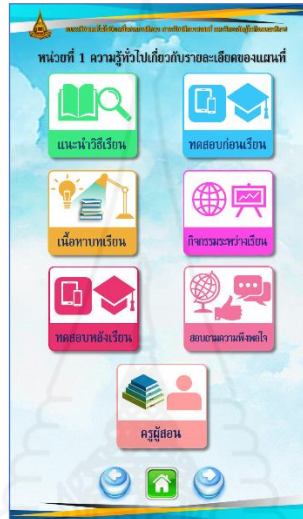 หน่วยที่ 1 ความรู้ทั่วไปเกี่ยวกับรายละเอียดของแผนที่
แนะนำวิธีเรียน
ทดสอบก่อนเรียน
เนื้อหาบทเรียน
กิจกรรมระหว่างเรียน
ทดสอบหลังเรียน
สอบถามความพึงพอใจ
ครูผู้สอน